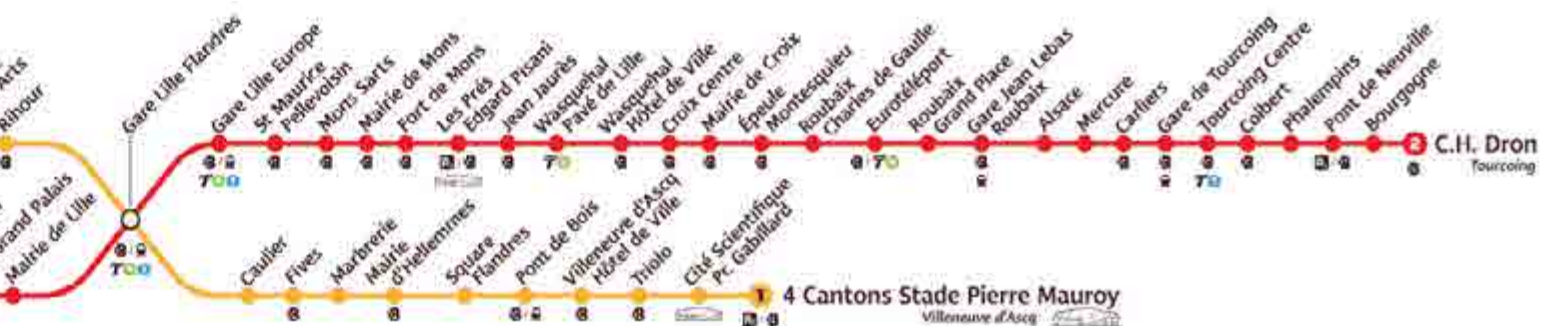 Arts
Rihour
Grand Palais
Mairie de Lille
Gare Lille Flandres
Gare Lille Europe
St Maurice
Pellevoisin
Mons Sarts
Mairie de Mons
Fort de Mons
Les Prés
Edgard Pisani
Jean Jaurès
Wasquehal
Pavé de Lille
Wasquehal
Hôtel de Ville
Croix Centre
Mairie de Croix
Épeule
Montesquieu
Roubaix
Charles de Gaulle
Eurotéléport
Roubaix
Grand Place
Gare Jean Lebas
Roubaix
Alsace
Mercure
Carliers
Gare de Tourcoing
Tourcoing Centre
Colbert
Phalempins
Pont de Neuville
Bourgogne
2
C.H. Dron
Tourcoing
Caulier
Fives
Marbrerie
Mairie
d'Hellemmes
Square
Flandres
Pont de Bois
Villeneuve d'Ascq
Hôtel de Ville
Triolo
Cité Scientifique
Pr. Gabillard
1
4 Cantons Stade Pierre Mauroy
Villeneuve d'Ascq